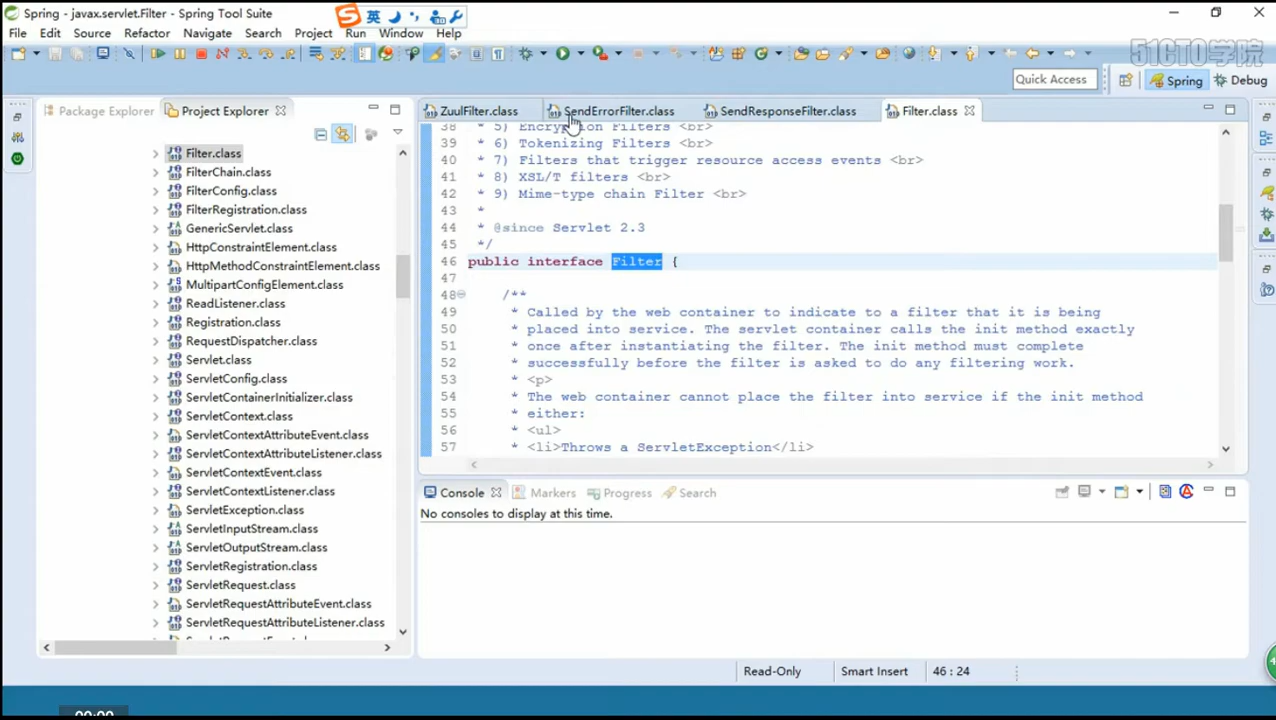 Spring - javax.servlet.Filter - Spring Tool Suite
英
File Edit Source Refactor Navigate Search Project Run Window Help
51CTO学院
Quick Access
Spring
Debug
Package Explorer
Project Explorer
Filter.class
FilterChain.class
FilterConfig.class
FilterRegistration.class
GenericServlet.class
HttpConstraintElement.class
HttpMethodConstraintElement.class
MultipartConfigElement.class
ReadListener.class
Registration.class
RequestDispatcher.class
Servlet.class
ServletConfig.class
ServletContainerInitializer.class
ServletContext.class
ServletContextAttributeEvent.class
ServletContextAttributeListener.class
ServletContextEvent.class
ServletContextListener.class
ServletException.class
ServletInputStream.class
ServletOutputStream.class
ServletRegistration.class
ServletRequest.class
ServletRequestAttributeEvent.class
ServletRequestAttributeListener.class
ZuulFilter.class
SendErrorFilter.class
SendResponseFilter.class
Filter.class
38 * 5) Encryption Filters <br>
39 * 6) Tokenizing Filters <br>
40 * 7) Filters that trigger resource access events <br>
41 * 8) XSL/T filters <br>
42 * 9) Mime-type chain Filter <br>
43 *
44 * @since Servlet 2.3
45 */
46 public interface Filter {
47
48 /**
49 * Called by the web container to indicate to a filter that it is being
50 * placed into service. The servlet container calls the init method exactly
51 * once after instantiating the filter. The init method must complete
52 * successfully before the filter is asked to do any filtering work.
53 * <p>
54 * The web container cannot place the filter into service if the init method
55 * either:
56 * <ul>
57 * <li>Throws a ServletException</li>
Console
Markers
Progress
Search
No consoles to display at this time.
Read-Only
Smart Insert
46 : 24